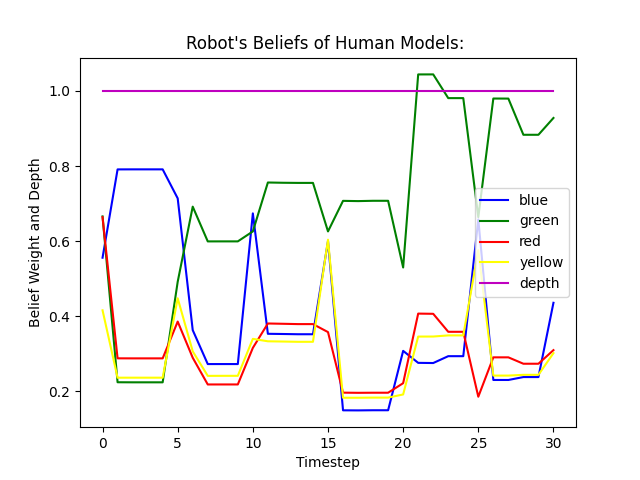 Robot's Beliefs of Human Models:
Belief Weight and Depth
1.0
0.8
0.6
0.4
0.2
blue
green
red
yellow
depth
0 5 10 15 20 25 30
Timestep